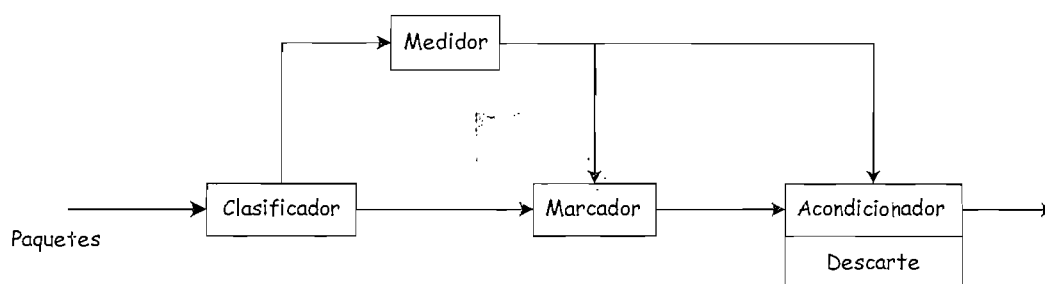 Medidor
Clasificador
Marcador
Acondicionador
Paquetes
Descarte